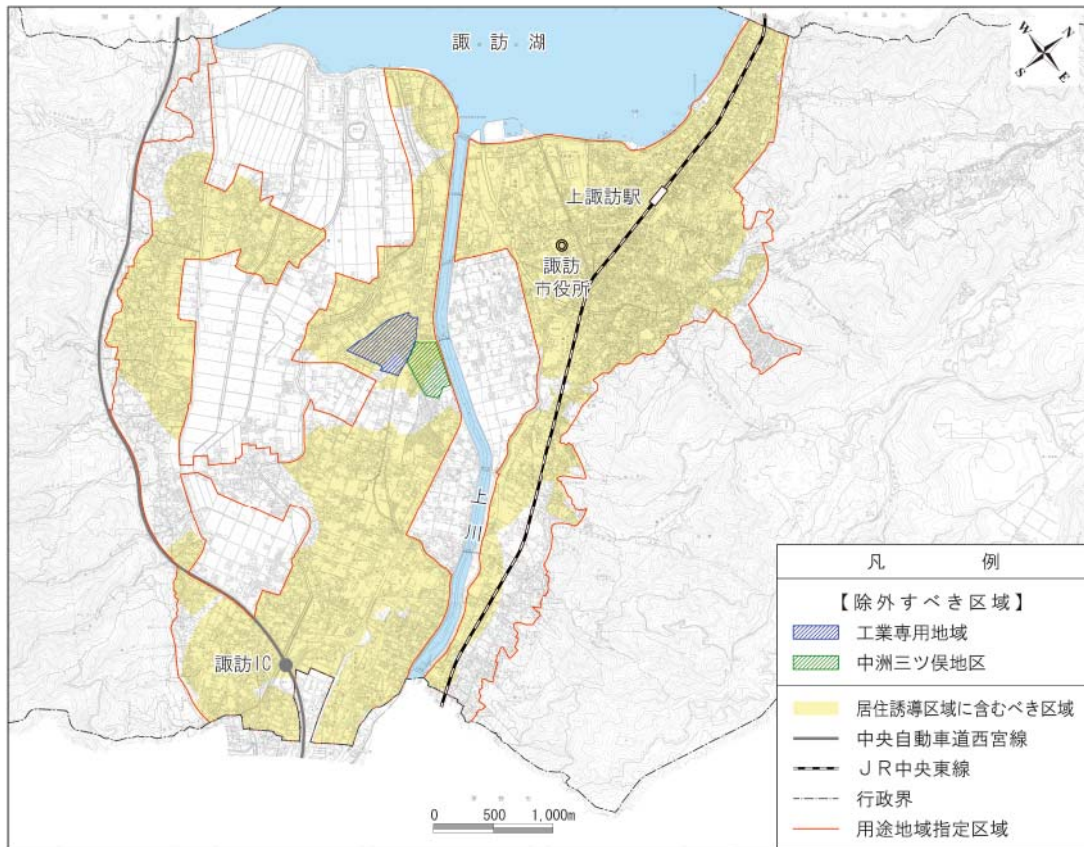 諏訪湖
N
W
E
S
上諏訪駅
諏訪
市役所
上川
諏訪IC
0 500 1,000m
凡例
【除外すべき区域】
工業専用地域
中洲三ツ俣地区
居住誘導区域に含むべき区域
中央自動車道西宮線
ＪＲ中央東線
行政界
用途地域指定区域